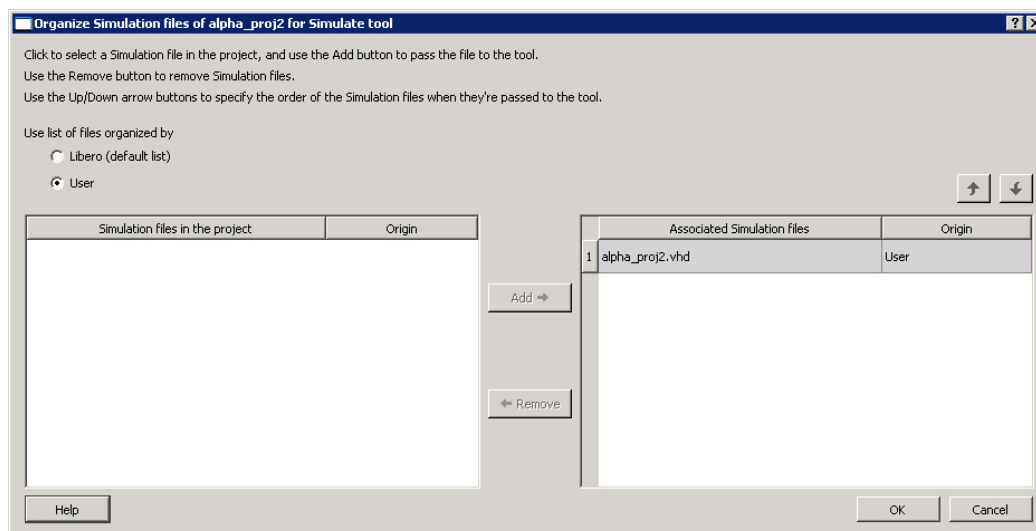 Organize Simulation files of alpha_proj2 for Simulate tool
Click to select a Simulation file in the project, and use the Add button to pass the file to the tool.
Use the Remove button to remove Simulation files.
Use the Up/Down arrow buttons to specify the order of the Simulation files when they're passed to the tool.
Use list of files organized by
Libero (default list)
User
Simulation files in the project Origin
Associated Simulation files Origin
1 alpha_proj2.vhd User
Add
Remove
Help
OK Cancel